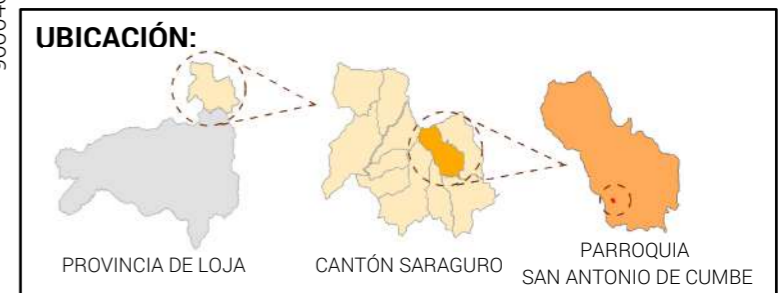 UBICACIÓN:
PROVINCIA DE LOJA
CANTÓN SARAGURO
PARROQUIA
SAN ANTONIO DE CUMBE